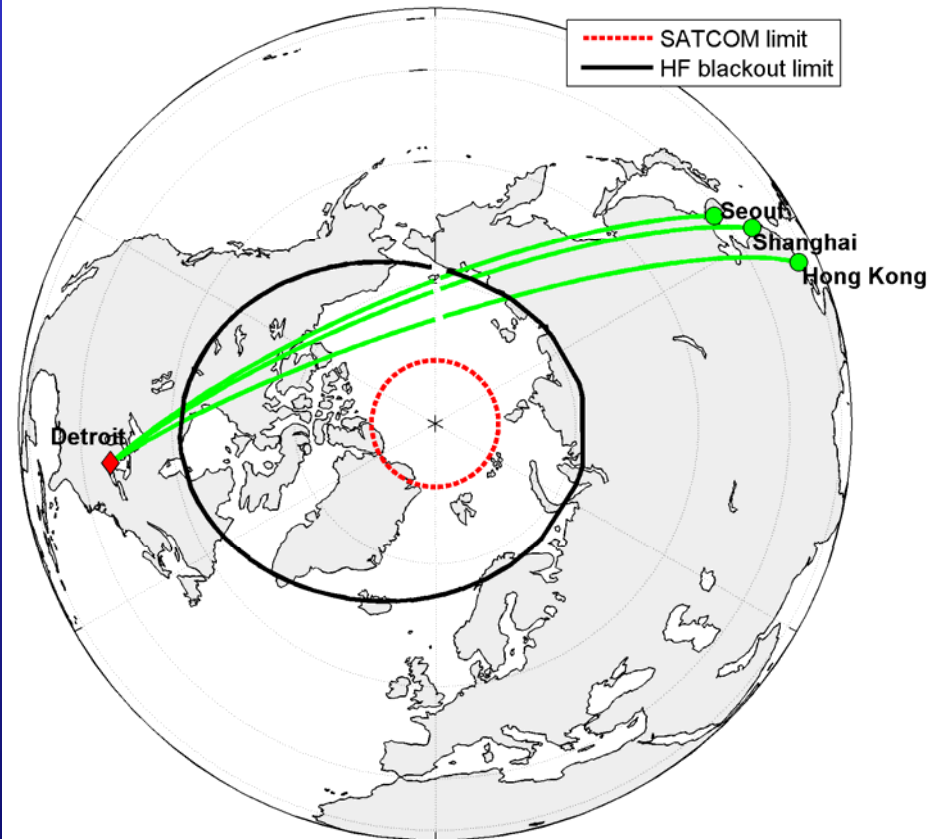 SATCOM limit
HF blackout limit
Seoul
Shanghai
Hong Kong
Detroit